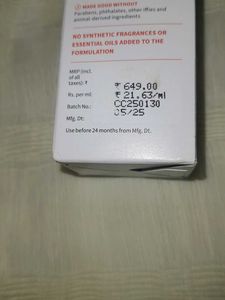 MADE GOOD WITHOUT
Parabens, phthalates, other iffies and
animal-derived ingredients
NO SYNTHETIC FRAGRANCES OR
ESSENTIAL OILS ADDED TO THE
FORMULATION
MRP (incl.
of all
taxes): ₹ ₹ 649.00
Rs. per ml: ₹ 21.63/ml
Batch No.: CC250130
Mfg. Dt: 05/25
Use before 24 months from Mfg. Dt.